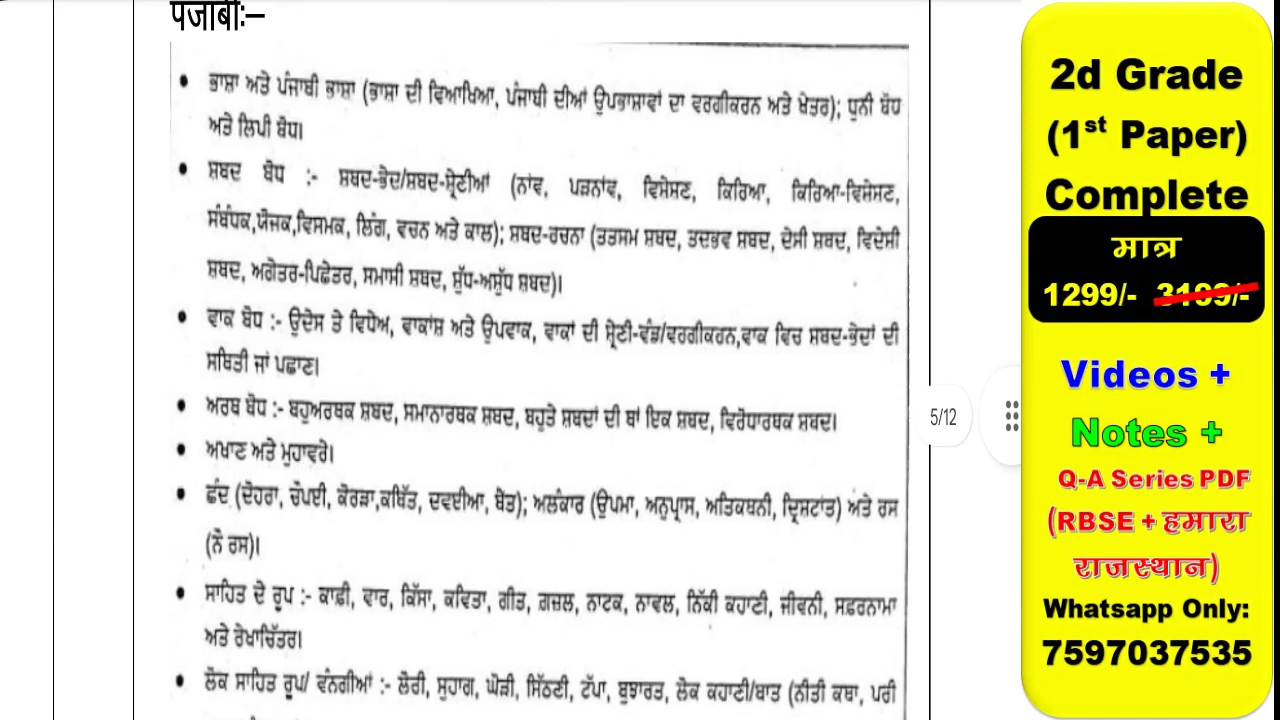 ਪੰਜਾਬੀ:–
• ਭਾਸ਼ਾ ਅਤੇ ਪੰਜਾਬੀ ਭਾਸ਼ਾ (ਭਾਸ਼ਾ ਦੀ ਵਿਆਖਿਆ, ਪੰਜਾਬੀ ਦੀਆਂ ਉਪਭਾਸ਼ਾਵਾਂ ਦਾ ਵਰਗੀਕਰਨ ਅਤੇ ਖੇਤਰ); ਧੁਨੀ ਬੋਧ
ਅਤੇ ਲਿਪੀ ਬੋਧ।
• ਸ਼ਬਦ ਬੋਧ :- ਸ਼ਬਦ-ਭੇਦ/ਸ਼ਬਦ-ਸ਼੍ਰੇਣੀਆਂ (ਨਾਂਵ, ਪੜਨਾਂਵ, ਵਿਸ਼ੇਸਣ, ਕਿਰਿਆ, ਕਿਰਿਆ-ਵਿਸ਼ੇਸਣ,
ਸੰਬੰਧਕ,ਯੋਜਕ,ਵਿਸਮਕ, ਲਿੰਗ, ਵਚਨ ਅਤੇ ਕਾਲ); ਸ਼ਬਦ-ਰਚਨਾ (ਤਤਸਮ ਸ਼ਬਦ, ਤਦਭਵ ਸ਼ਬਦ, ਦੇਸੀ ਸ਼ਬਦ, ਵਿਦੇਸੀ
ਸ਼ਬਦ, ਅਗੇਤਰ-ਪਿਛੇਤਰ, ਸਮਾਸੀ ਸ਼ਬਦ, ਸ਼ੁੱਧ-ਅਸ਼ੁੱਧ ਸ਼ਬਦ)।
• ਵਾਕ ਬੋਧ :- ਉਦੇਸ ਤੇ ਵਿਧੇਅ, ਵਾਕਾਂਸ਼ ਅਤੇ ਉਪਵਾਕ, ਵਾਕਾਂ ਦੀ ਸ਼੍ਰੇਣੀ-ਵੰਡ/ਵਰਗੀਕਰਨ,ਵਾਕ ਵਿਚ ਸ਼ਬਦ-ਭੇਦਾਂ ਦੀ
ਸਥਿਤੀ ਜਾਂ ਪਛਾਣ।
• ਅਰਥ ਬੋਧ :- ਬਹੁਅਰਥਕ ਸ਼ਬਦ, ਸਮਾਨਾਰਥਕ ਸ਼ਬਦ, ਬਹੁਤੇ ਸ਼ਬਦਾਂ ਦੀ ਥਾਂ ਇਕ ਸ਼ਬਦ, ਵਿਰੋਧਾਰਥਕ ਸ਼ਬਦ।
• ਅਖਾਣ ਅਤੇ ਮੁਹਾਵਰੇ।
• ਛੰਦ (ਦੋਹਰਾ, ਚੋਪਈ, ਕੋਰੜਾ,ਕਬਿੱਤ, ਦਵਈਆ, ਬੈਂਤ); ਅਲੰਕਾਰ (ਉਪਮਾ, ਅਨੁਪ੍ਰਾਸ, ਅਤਿਕਥਨੀ, ਦ੍ਰਿਸ਼ਟਾਂਤ) ਅਤੇ ਰਸ
(ਨੌ ਰਸ)।
• ਸਾਹਿਤ ਦੇ ਰੂਪ :- ਕਾਫ਼ੀ, ਵਾਰ, ਕਿੱਸਾ, ਕਵਿਤਾ, ਗੀਤ, ਗ਼ਜ਼ਲ, ਨਾਟਕ, ਨਾਵਲ, ਨਿੱਕੀ ਕਹਾਣੀ, ਜੀਵਨੀ, ਸਫ਼ਰਨਾਮਾ
ਅਤੇ ਰੇਖਾਚਿੱਤਰ।
• ਲੋਕ ਸਾਹਿਤ ਰੂਪ/ ਵੰਨਗੀਆਂ :- ਲੋਰੀ, ਸੁਹਾਗ, ਘੋੜੀ, ਸਿੱਠਣੀ, ਟੱਪਾ, ਬੁਝਾਰਤ, ਲੋਕ ਕਹਾਣੀ/ਬਾਤ (ਨੀਤੀ ਕਥਾ, ਪਰੀ
5/12
2d Grade
(1st Paper)
Complete
मात्र
1299/- 3199/-
Videos +
Notes +
Q-A Series PDF
(RBSE + हमारा
राजस्थान)
Whatsapp Only:
7597037535